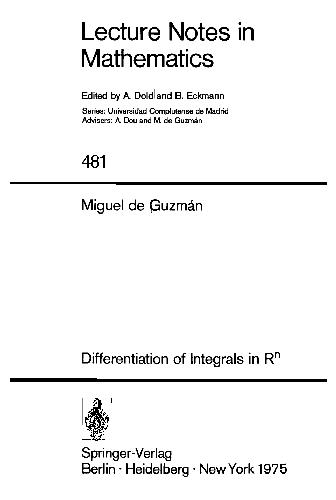 Lecture Notes in
Mathematics
Edited by A. Dold and B. Eckmann
Series: Universidad Complutense de Madrid
Advisers: A. Dou and M. de Guzmán
481
Miguel de Guzmán
Differentiation of Integrals in Rⁿ
Springer-Verlag
Berlin · Heidelberg · New York 1975